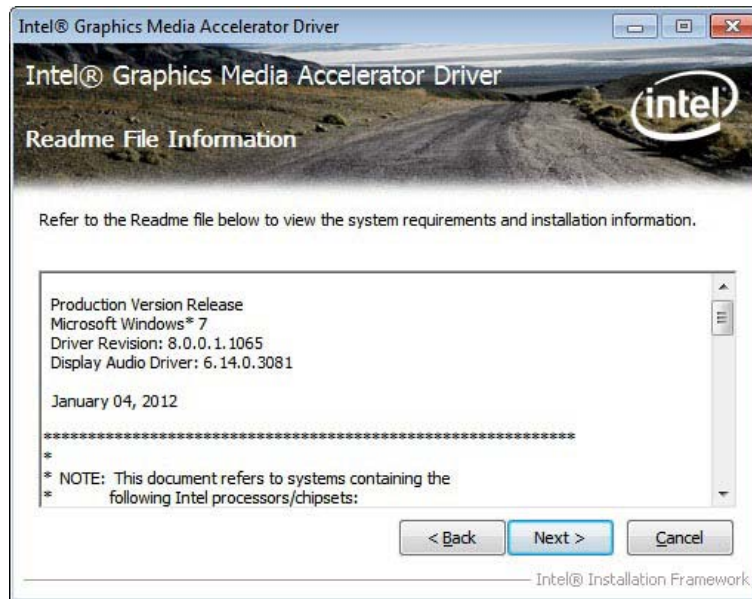 Intel® Graphics Media Accelerator Driver
Intel® Graphics Media Accelerator Driver
intel
Readme File Information
Refer to the Readme file below to view the system requirements and installation information.
Production Version Release
Microsoft Windows* 7
Driver Revision: 8.0.0.1.1065
Display Audio Driver: 6.14.0.3081
January 04, 2012
************************************************************
*
* NOTE: This document refers to systems containing the
* following Intel processors/chipsets:
< Back Next > Cancel
Intel® Installation Framework